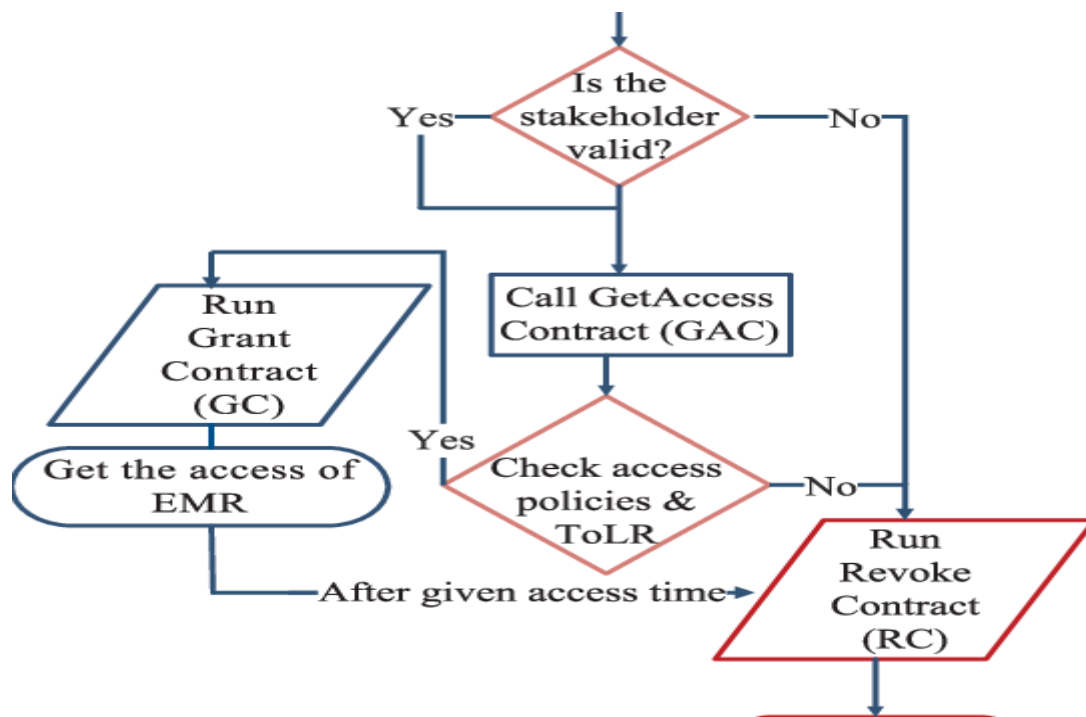 Is the
stakeholder
valid?
Yes
No
Call GetAccess
Contract (GAC)
Run
Grant
Contract
(GC)
Yes
Check access
policies &
ToLR
No
Get the access of
EMR
After given access time
Run
Revoke
Contract
(RC)